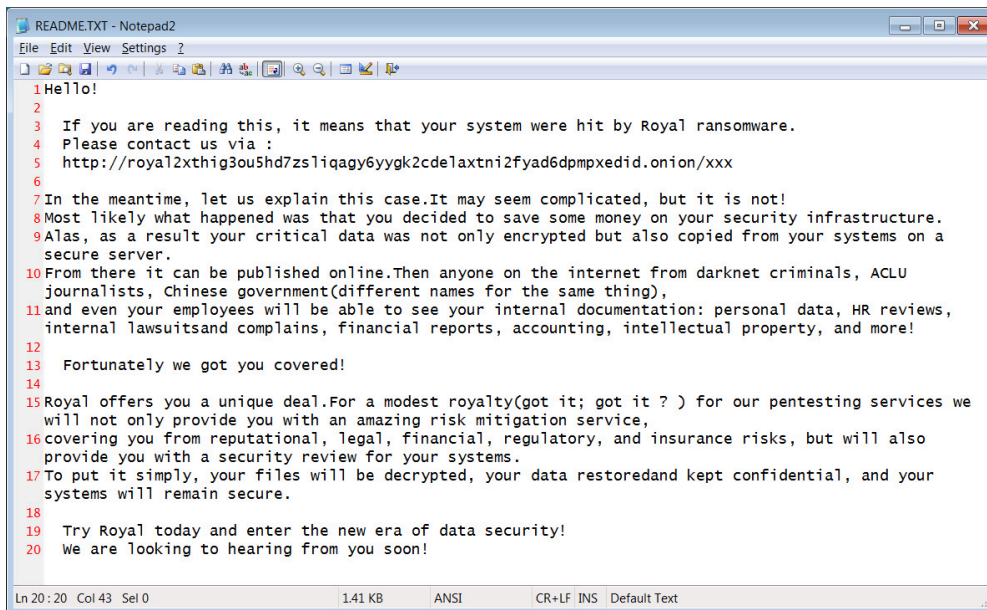 README.TXT - Notepad2
File Edit View Settings ?
1 Hello!
2
3 If you are reading this, it means that your system were hit by Royal ransomware.
4 Please contact us via :
5 http://royal2xthig3ou5hd7zsliqagy6yygk2cdelaxtni2fyad6dpmpxedid.onion/xxx
6
7 In the meantime, let us explain this case.It may seem complicated, but it is not!
8 Most likely what happened was that you decided to save some money on your security infrastructure.
9 Alas, as a result your critical data was not only encrypted but also copied from your systems on a
secure server.
10 From there it can be published online.Then anyone on the internet from darknet criminals, ACLU
journalists, Chinese government(different names for the same thing),
11 and even your employees will be able to see your internal documentation: personal data, HR reviews,
internal lawsuitsand complains, financial reports, accounting, intellectual property, and more!
12
13 Fortunately we got you covered!
14
15 Royal offers you a unique deal.For a modest royalty(got it; got it ? ) for our pentesting services we
will not only provide you with an amazing risk mitigation service,
16 covering you from reputational, legal, financial, regulatory, and insurance risks, but will also
provide you with a security review for your systems.
17 To put it simply, your files will be decrypted, your data restoredand kept confidential, and your
systems will remain secure.
18
19 Try Royal today and enter the new era of data security!
20 We are looking to hearing from you soon!
Ln 20 : 20 Col 43 Sel 0 1.41 KB ANSI CR+LF INS Default Text